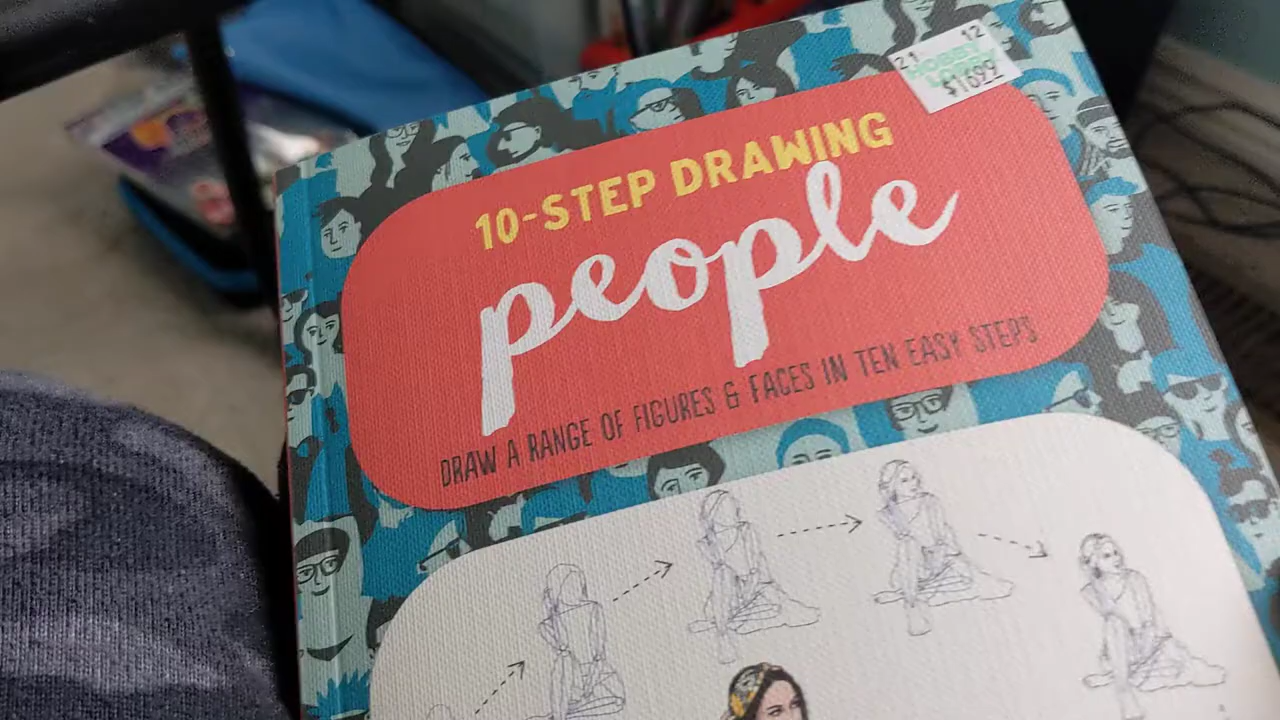 21 12
HOBBY
LOBBY
$16.99
10-STEP DRAWING
people
DRAW A RANGE OF FIGURES & FACES IN TEN EASY STEPS